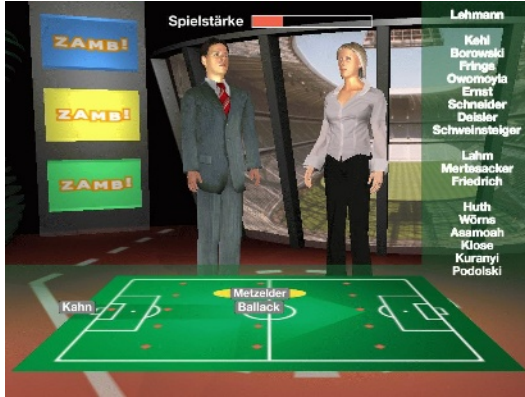 Spielstärke
ZAMB!
ZAMB!
ZAMB!
Lehmann
Kehl
Borowski
Frings
Owomoyla
Ernst
Schneider
Deisler
Schweinsteiger
Lahm
Mertesacker
Friedrich
Huth
Wörns
Asamoah
Klose
Kuranyi
Podolski
Metzelder
Kahn
Ballack